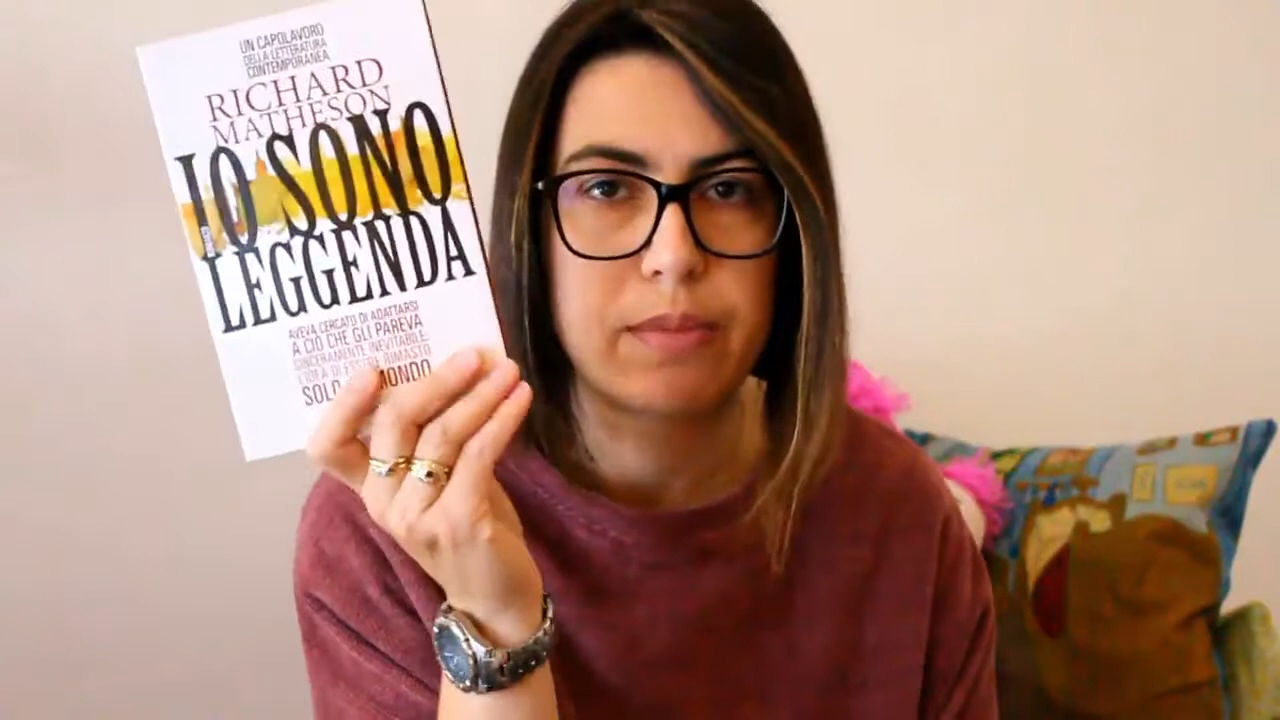 UN CAPOLAVORO
DELLA LETTERATURA
CONTEMPORANEA
RICHARD
MATHESON
IO SONO
LEGGENDA
AVEVA CERCATO DI ADATTARSI
A CIÒ CHE GLI PAREVA
SINCERAMENTE INEVITABILE:
L'IDEA DI ESSERE RIMASTO
SOLO MONDO